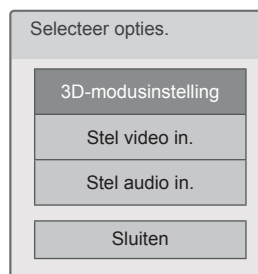 Selecteer opties.
3D-modusinstelling
Stel video in.
Stel audio in.
Sluiten